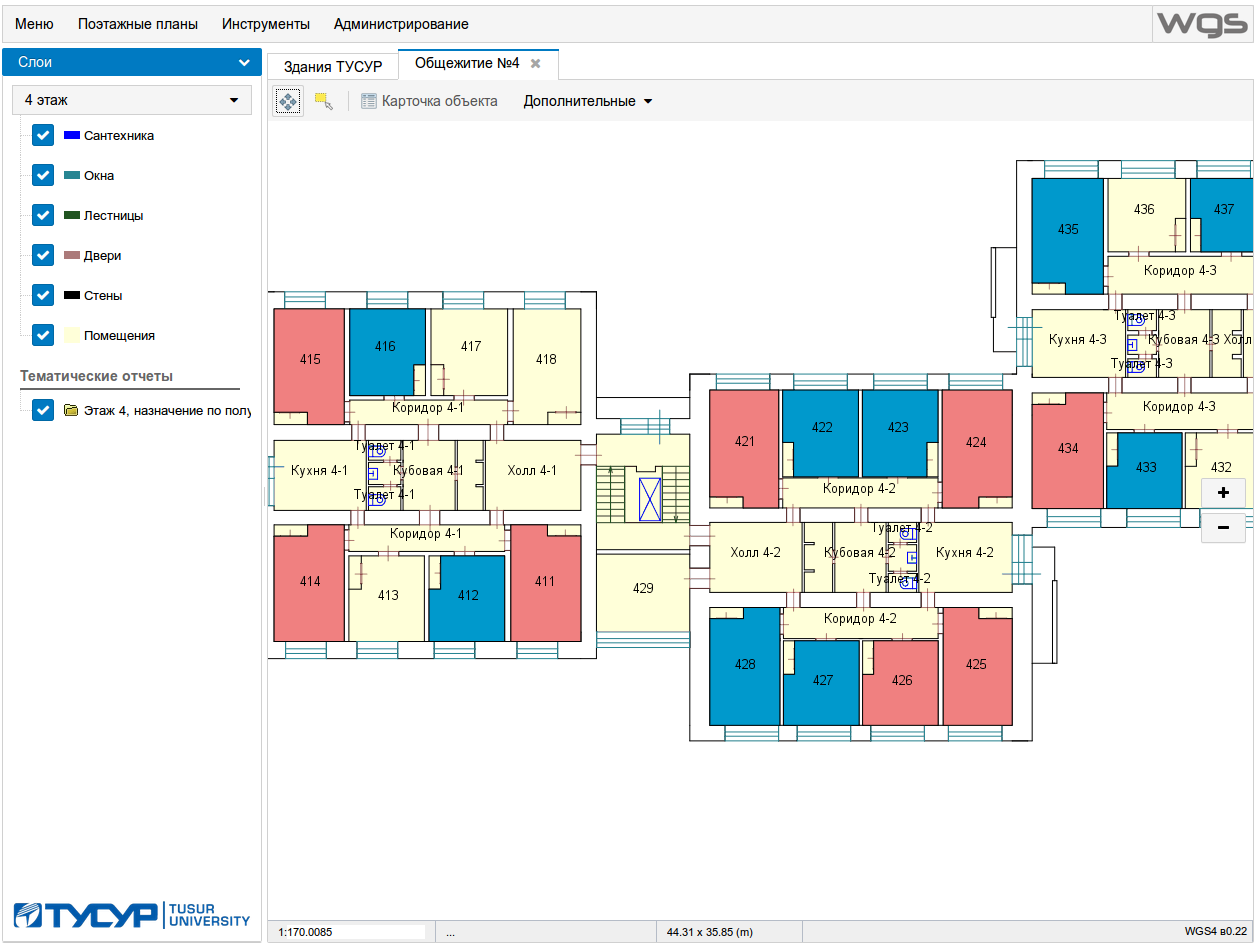 Меню Поэтажные планы Инструменты Администрирование
wgs
Слои
4 этаж
Сантехника
Окна
Лестницы
Двери
Стены
Помещения
Тематические отчеты
Этаж 4, назначение по полу
ТУСУР TUSUR
UNIVERSITY
Здания ТУСУР Общежитие №4
Карточка объекта Дополнительные
435 436 437
Коридор 4-3
Туалет 4-3
Кухня 4-3 Кубовая 4-3 Холл
Туалет 4-3
Коридор 4-3
434 433 432
415 416 417 418
Коридор 4-1
Туалет 4-1
Кухня 4-1 Кубовая 4-1 Холл 4-1
Туалет 4-1
Коридор 4-1
414 413 412 411
429
421 422 423 424
Коридор 4-2
Туалет 4-2
Холл 4-2 Кубовая 4-2 Кухня 4-2
Туалет 4-2
Коридор 4-2
428 427 426 425
+
−
1:170.0085 ... 44.31 x 35.85 (m) WGS4 в0.22